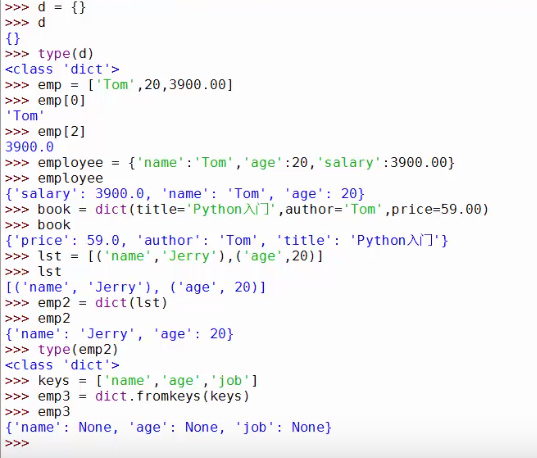 >>> d = {}
>>> d
{}
>>> type(d)
<class 'dict'>
>>> emp = ['Tom',20,3900.00]
>>> emp[0]
'Tom'
>>> emp[2]
3900.0
>>> employee = {'name':'Tom','age':20,'salary':3900.00}
>>> employee
{'salary': 3900.0, 'name': 'Tom', 'age': 20}
>>> book = dict(title='Python入门',author='Tom',price=59.00)
>>> book
{'price': 59.0, 'author': 'Tom', 'title': 'Python入门'}
>>> lst = [('name','Jerry'),('age',20)]
>>> lst
[('name', 'Jerry'), ('age', 20)]
>>> emp2 = dict(lst)
>>> emp2
{'name': 'Jerry', 'age': 20}
>>> type(emp2)
<class 'dict'>
>>> keys = ['name','age','job']
>>> emp3 = dict.fromkeys(keys)
>>> emp3
{'name': None, 'age': None, 'job': None}
>>>